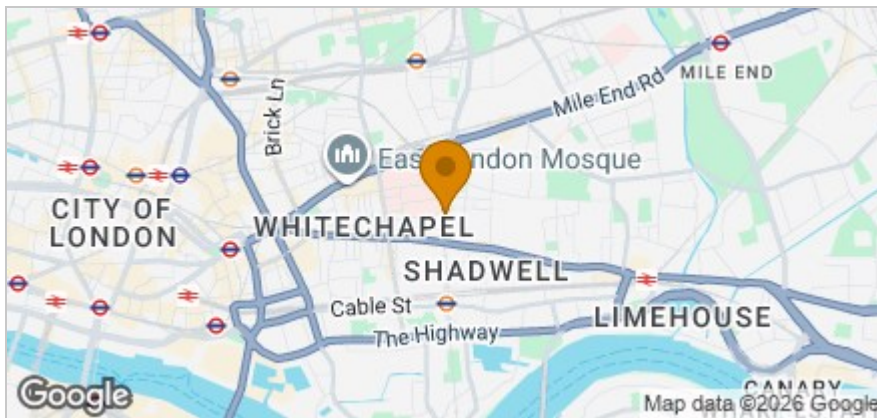 MILE END
Mile End Rd
Brick Ln
East London Mosque
CITY OF
LONDON
WHITECHAPEL
SHADWELL
Cable St
LIMEHOUSE
The Highway
CANARY
Google
Map data ©2026 Google